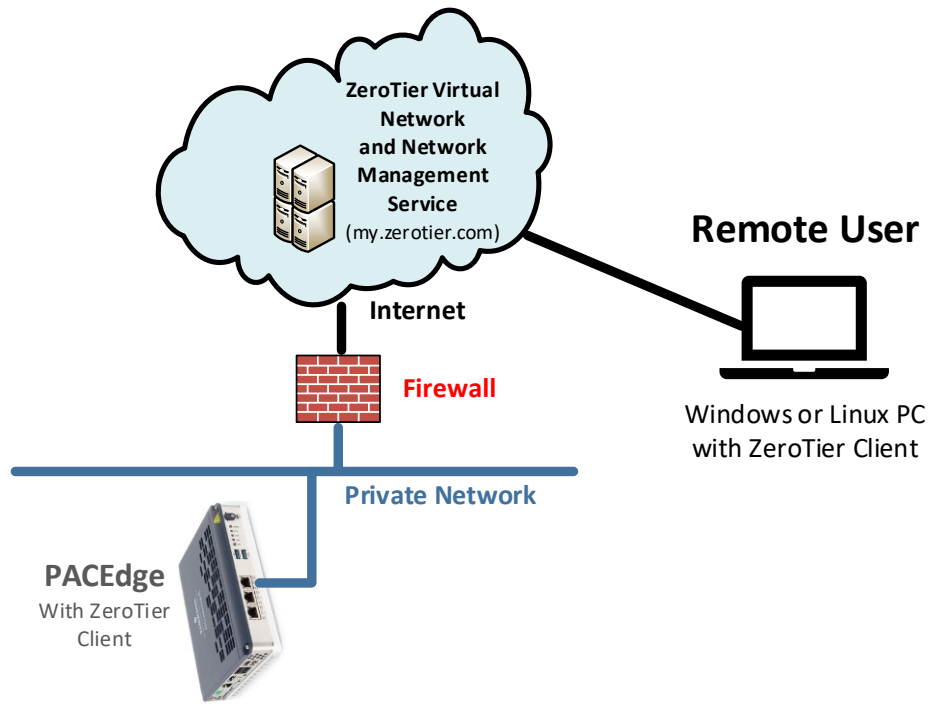 ZeroTier Virtual
Network
and Network
Management
Service
(my.zerotier.com)
Remote User
Internet
Firewall
Windows or Linux PC
with ZeroTier Client
Private Network
PACEdge
With ZeroTier
Client